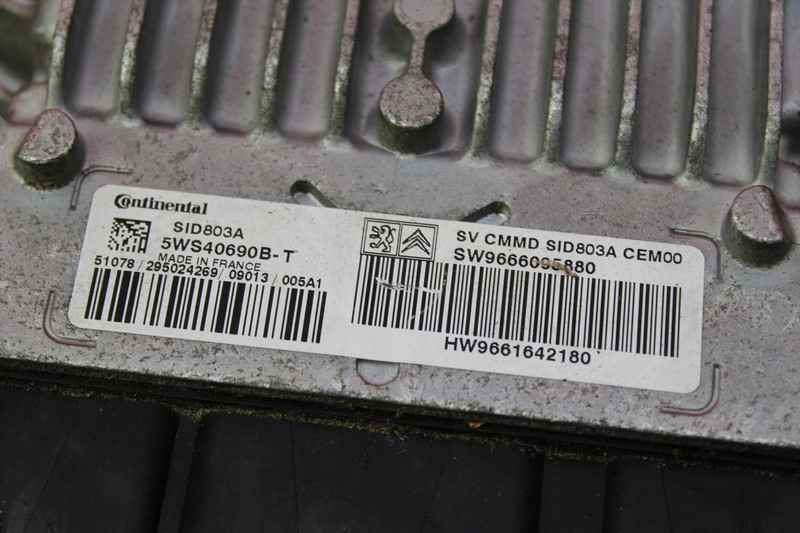 Continental
SID803A
5WS40690B-T
MADE IN FRANCE
51078/295024269/09013/005A1
SV CMMD SID803A CEM00
SW9666095880
HW9661642180